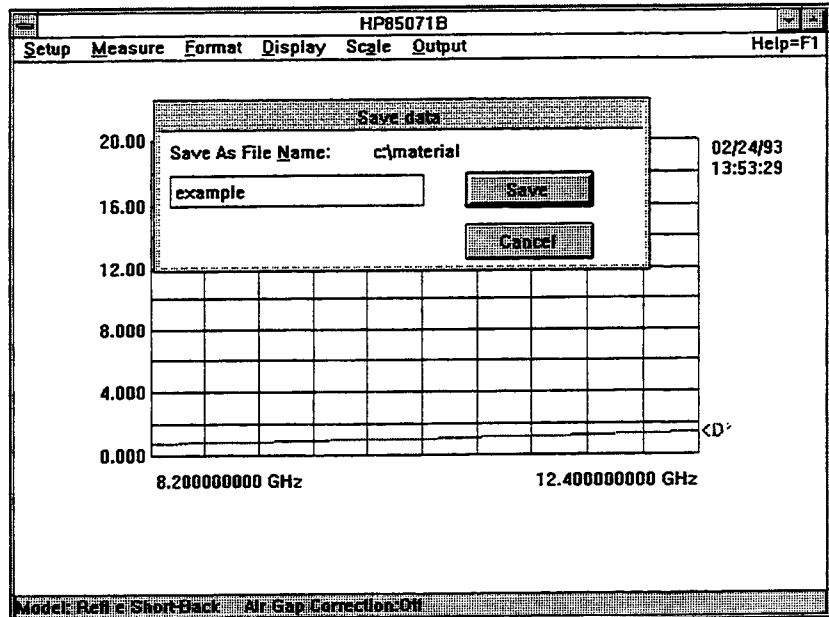 HP85071B
Setup Measure Format Display Scale Output Help=F1
Save data
Save As File Name: c:\material
example
Save
Cancel
20.00
16.00
12.00
8.000
4.000
0.000
02/24/93
13:53:29
<D>
8.200000000 GHz
12.400000000 GHz
Model: Refl e Short-Back Air Gap Correction:Off